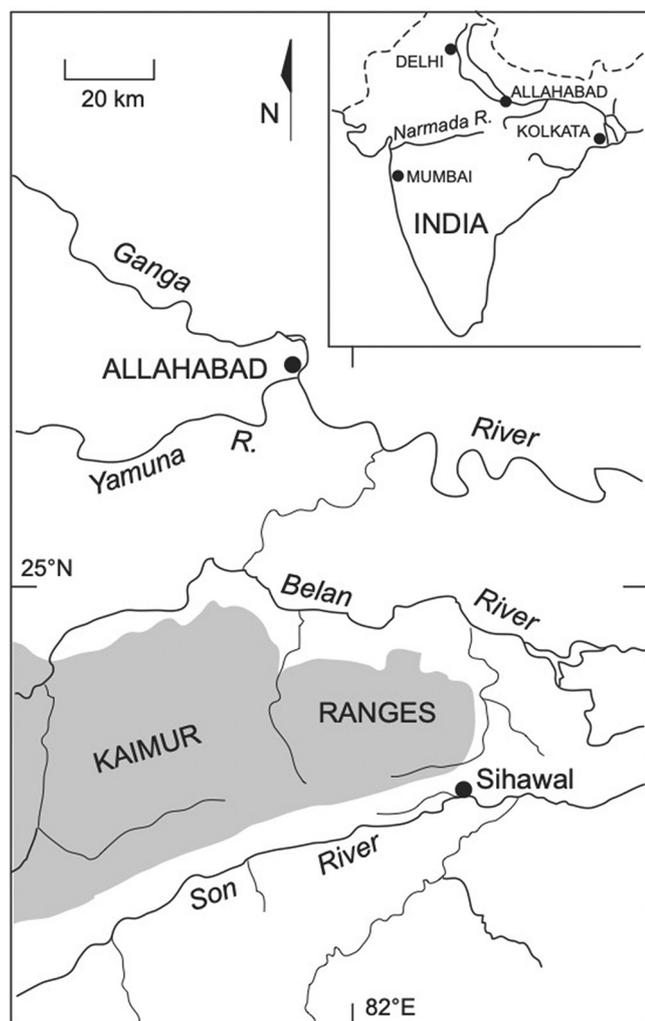 20 km
N
DELHI
ALLAHABAD
Narmada R.
KOLKATA
MUMBAI
INDIA
Ganga
ALLAHABAD
River
Yamuna R.
25°N
Belan River
RANGES
KAIMUR
Sihawal
Son River
82°E